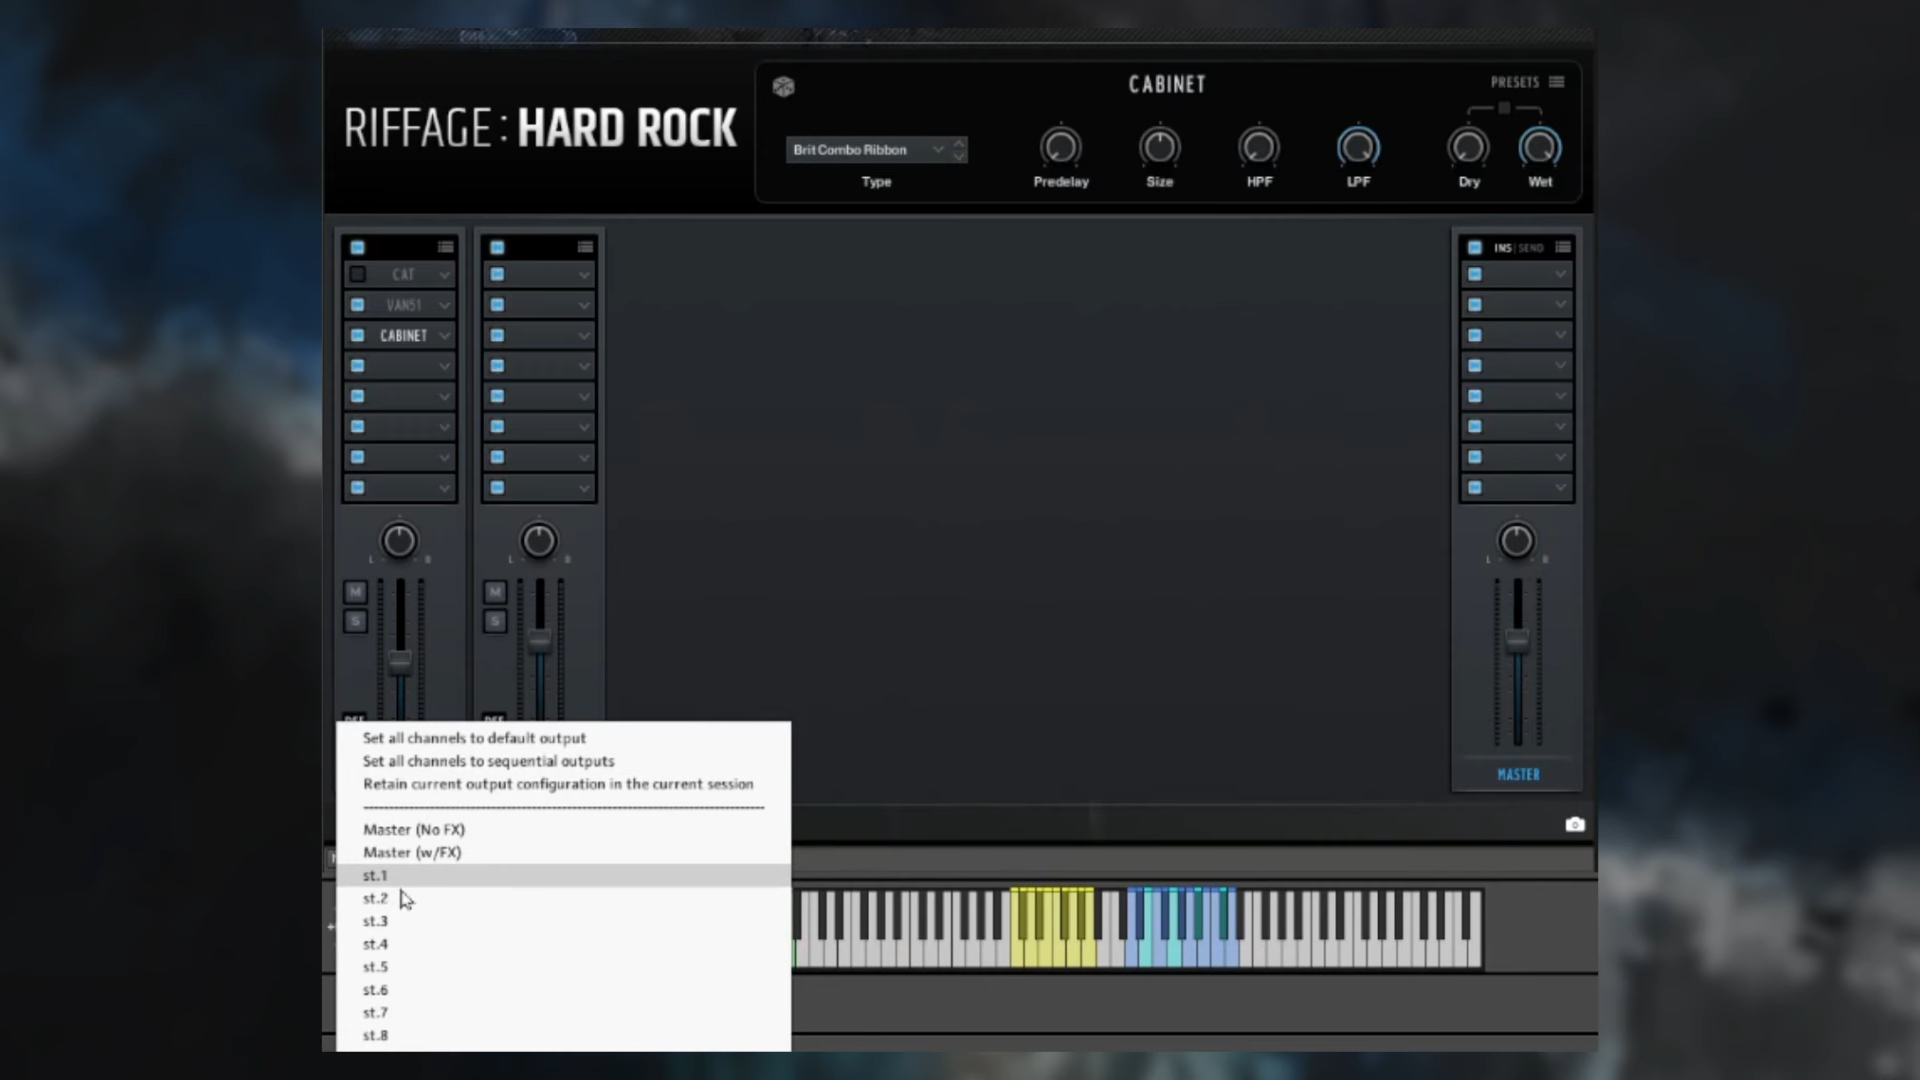 RIFFAGE : HARD ROCK
CABINET
PRESETS
Brit Combo Ribbon
Type
Predelay
Size
HPF
LPF
Dry
Wet
CAT
VAN51
CABINET
INS | SEND
L
R
L
R
L
R
M
S
M
S
MASTER
Set all channels to default output
Set all channels to sequential outputs
Retain current output configuration in the current session
Master (No FX)
Master (w/FX)
st.1
st.2
st.3
st.4
st.5
st.6
st.7
st.8